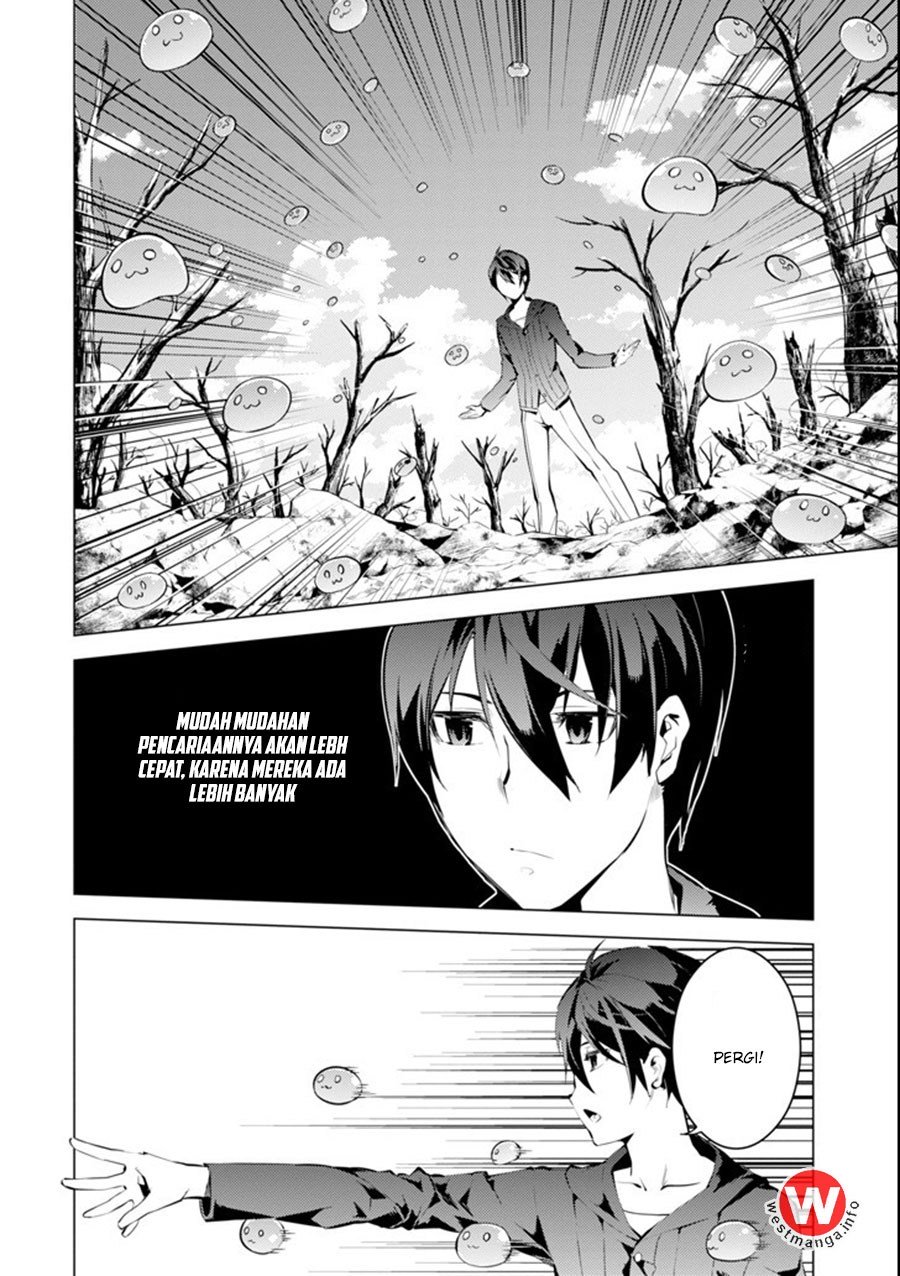 MUDAH MUDAHAN
PENCARIAANNYA AKAN LEBH
CEPAT, KARENA MEREKA ADA
LEBIH BANYAK
PERGI!
W
westmanga.info